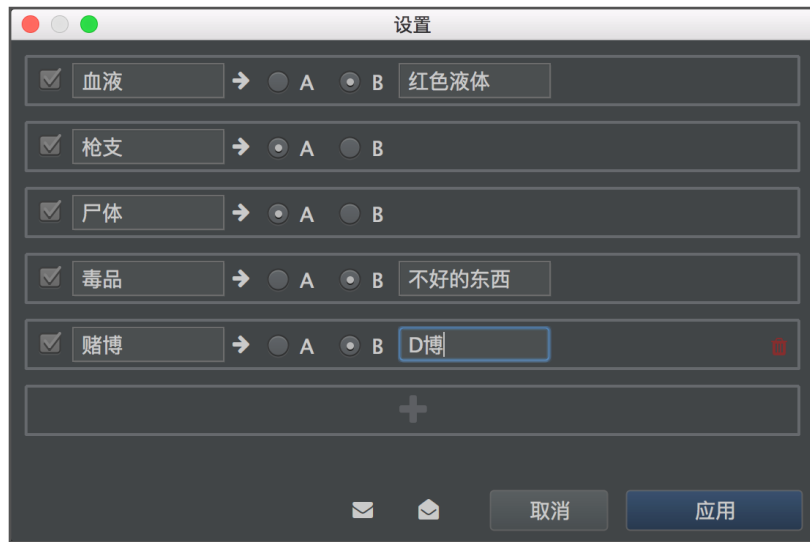 设置
血液 A B 红色液体
枪支 A B
尸体 A B
毒品 A B 不好的东西
赌博 A B D博
取消 应用